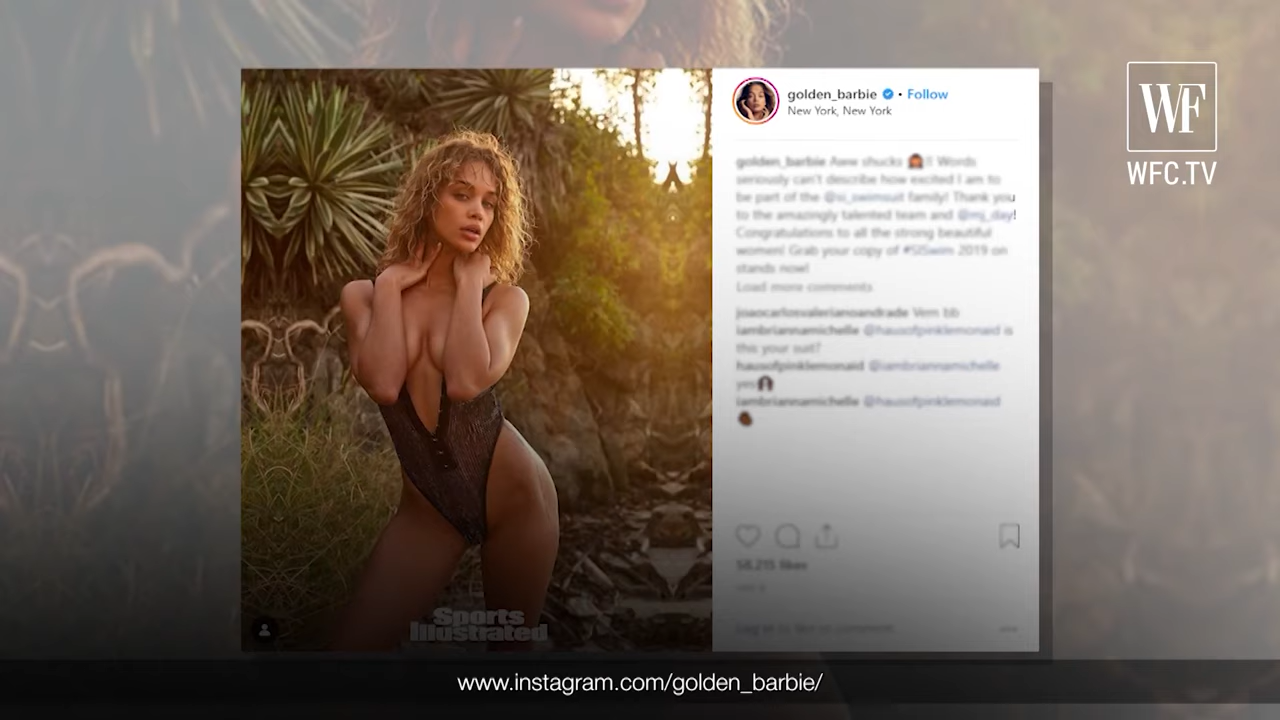 golden_barbie • Follow
New York, New York
WF
WFC.TV
golden_barbie Aww shucks !! Words
seriously can't describe how excited I am to
be part of the @si_swimsuit family! Thank you
to the amazingly talented team and @mj_day!
Congratulations to all the strong beautiful
women! Grab your copy of #SISwim 2019 on
stands now!
Load more comments
joaocarlosvalerianoandrade Vem bb
iambriannamichelle @hausofpinklemonaid is
this your suit?
hausofpinklemonaid @iambriannamichelle
yes
iambriannamichelle @hausofpinklemonaid
58,215 likes
Sports
Illustrated
www.instagram.com/golden_barbie/